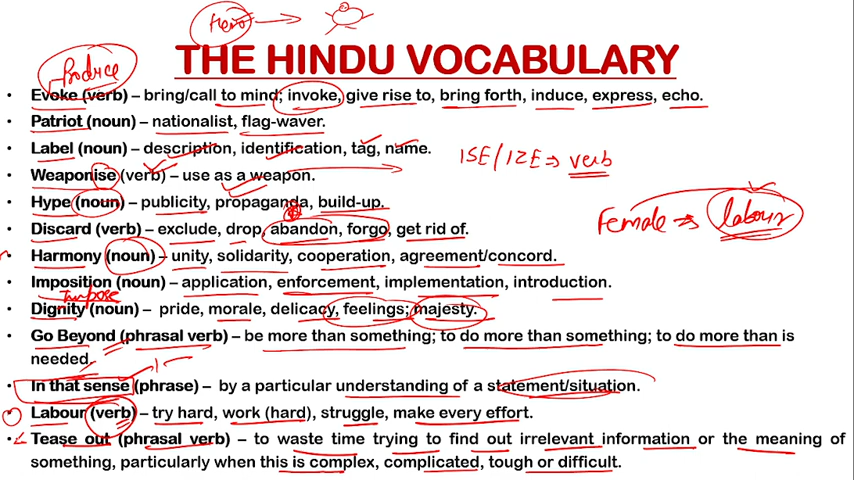 Hero
THE HINDU VOCABULARY
Produce
• Evoke (verb) – bring/call to mind; invoke, give rise to, bring forth, induce, express, echo.
• Patriot (noun) – nationalist, flag-waver.
• Label (noun) – description, identification, tag, name.
ISE/IZE ⇒ verb
• Weaponise (verb) – use as a weapon.
• Hype (noun) – publicity, propaganda, build-up.
Female ⇒ labour
• Discard (verb) – exclude, drop, abandon, forgo, get rid of.
• Harmony (noun) – unity, solidarity, cooperation, agreement/concord.
• Imposition (noun) – application, enforcement, implementation, introduction.
Impose
• Dignity (noun) – pride, morale, delicacy, feelings; majesty.
• Go Beyond (phrasal verb) – be more than something; to do more than something; to do more than is
needed.
• In that sense (phrase) – by a particular understanding of a statement/situation.
• Labour (verb) – try hard, work (hard), struggle, make every effort.
• Tease out (phrasal verb) – to waste time trying to find out irrelevant information or the meaning of
something, particularly when this is complex, complicated, tough or difficult.